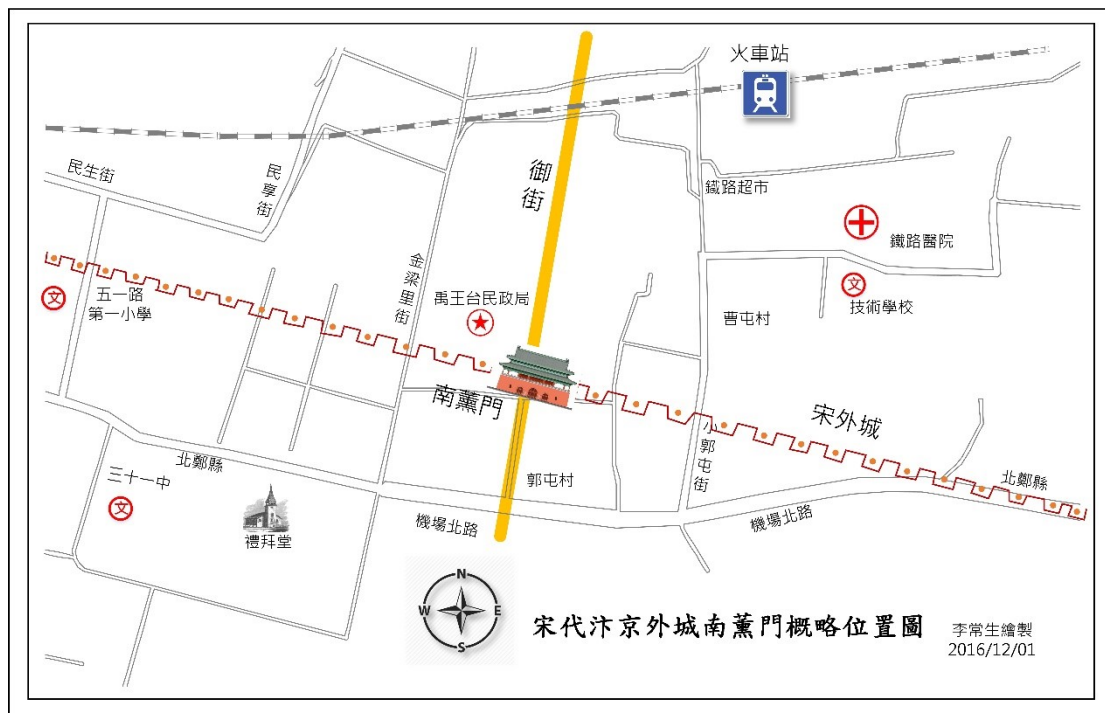 火車站
民生街
民享街
御街
鐵路超市
鐵路醫院
金梁里街
五一路
第一小學
文
禹王台民政局
文
技術學校
曹屯村
南薰門
宋外城
小郭屯街
北鄭縣
三十一中
文
郭屯村
北鄭縣
禮拜堂
機場北路
機場北路
N
W
E
S
宋代汴京外城南薰門概略位置圖
李常生繪製
2016/12/01